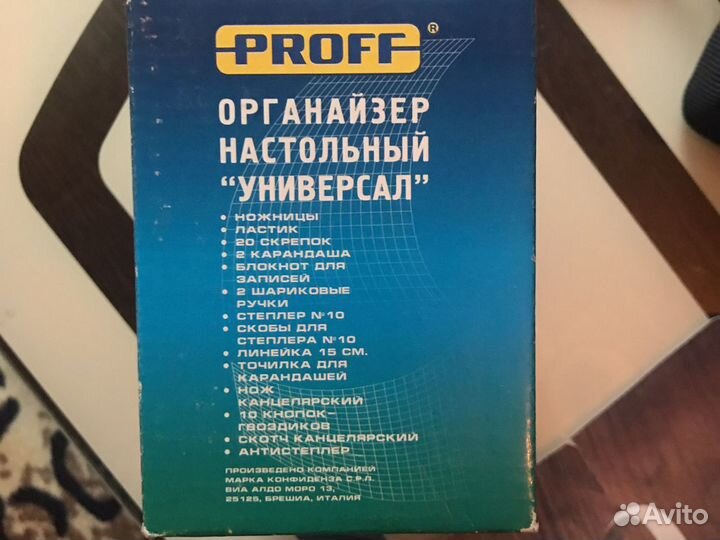 PROFF®
ОРГАНАЙЗЕР
НАСТОЛЬНЫЙ
“УНИВЕРСАЛ”
• НОЖНИЦЫ
• ЛАСТИК
• 20 СКРЕПОК
• 2 КАРАНДАША
• БЛОКНОТ ДЛЯ
ЗАПИСЕЙ
• 2 ШАРИКОВЫЕ
РУЧКИ
• СТЕПЛЕР №10
• СКОБЫ ДЛЯ
СТЕПЛЕРА №10
• ЛИНЕЙКА 15 СМ.
• ТОЧИЛКА ДЛЯ
КАРАНДАШЕЙ
• НОЖ
КАНЦЕЛЯРСКИЙ
• 10 КНОПОК-
ГВОЗДИКОВ
• СКОТЧ КАНЦЕЛЯРСКИЙ
• АНТИСТЕПЛЕР
ПРОИЗВЕДЕНО КОМПАНИЕЙ
МАРКА КОНФИДЕНЗА С.Р.Л.
ВИА АЛДО МОРО 13,
25125, БРЕШИА, ИТАЛИЯ
Avito